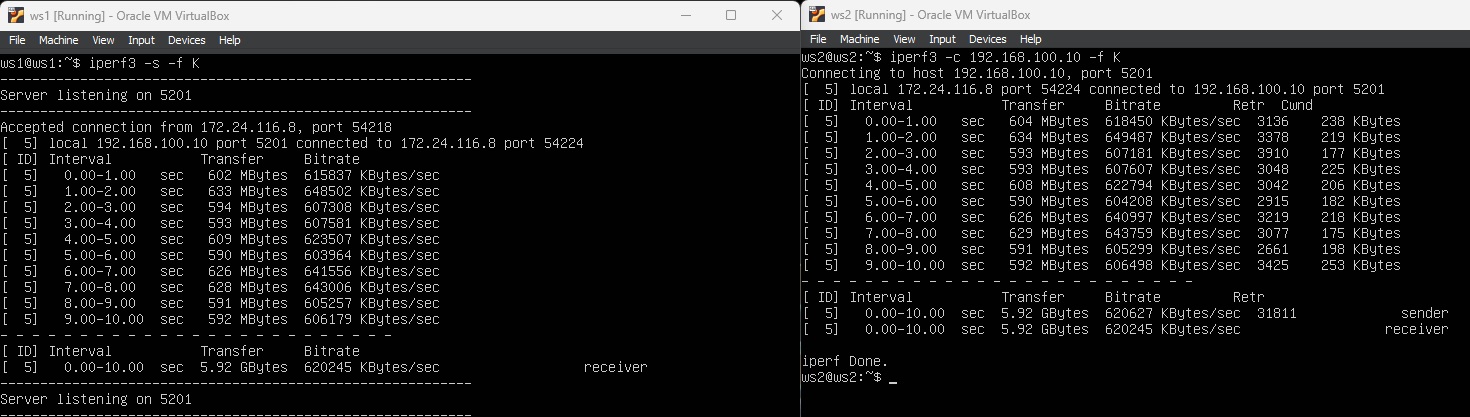 ws1 [Running] - Oracle VM VirtualBox
File Machine View Input Devices Help
ws1@ws1:~$ iperf3 -s -f K
-----------------------------------------------------------
Server listening on 5201
-----------------------------------------------------------
Accepted connection from 172.24.116.8, port 54218
[  5] local 192.168.100.10 port 5201 connected to 172.24.116.8 port 54224
[ ID] Interval           Transfer     Bitrate
[  5]   0.00-1.00   sec   602 MBytes  615837 KBytes/sec
[  5]   1.00-2.00   sec   633 MBytes  648502 KBytes/sec
[  5]   2.00-3.00   sec   594 MBytes  607308 KBytes/sec
[  5]   3.00-4.00   sec   593 MBytes  607581 KBytes/sec
[  5]   4.00-5.00   sec   609 MBytes  623507 KBytes/sec
[  5]   5.00-6.00   sec   590 MBytes  603964 KBytes/sec
[  5]   6.00-7.00   sec   626 MBytes  641556 KBytes/sec
[  5]   7.00-8.00   sec   628 MBytes  643006 KBytes/sec
[  5]   8.00-9.00   sec   591 MBytes  605257 KBytes/sec
[  5]   9.00-10.00  sec   592 MBytes  606179 KBytes/sec
- - - - - - - - - - - - - - - - - - - - - - - - -
[ ID] Interval           Transfer     Bitrate
[  5]   0.00-10.00  sec  5.92 GBytes  620245 KBytes/sec                  receiver
-----------------------------------------------------------
Server listening on 5201
-----------------------------------------------------------
ws2 [Running] - Oracle VM VirtualBox
File Machine View Input Devices Help
ws2@ws2:~$ iperf3 -c 192.168.100.10 -f K
Connecting to host 192.168.100.10, port 5201
[  5] local 172.24.116.8 port 54224 connected to 192.168.100.10 port 5201
[ ID] Interval           Transfer     Bitrate         Retr  Cwnd
[  5]   0.00-1.00   sec   604 MBytes  618450 KBytes/sec  3136    238 KBytes
[  5]   1.00-2.00   sec   634 MBytes  649487 KBytes/sec  3378    219 KBytes
[  5]   2.00-3.00   sec   593 MBytes  607181 KBytes/sec  3910    177 KBytes
[  5]   3.00-4.00   sec   593 MBytes  607607 KBytes/sec  3048    225 KBytes
[  5]   4.00-5.00   sec   608 MBytes  622794 KBytes/sec  3042    206 KBytes
[  5]   5.00-6.00   sec   590 MBytes  604208 KBytes/sec  2915    182 KBytes
[  5]   6.00-7.00   sec   626 MBytes  640997 KBytes/sec  3219    218 KBytes
[  5]   7.00-8.00   sec   629 MBytes  643759 KBytes/sec  3077    175 KBytes
[  5]   8.00-9.00   sec   591 MBytes  605299 KBytes/sec  2661    198 KBytes
[  5]   9.00-10.00  sec   592 MBytes  606498 KBytes/sec  3425    253 KBytes
- - - - - - - - - - - - - - - - - - - - - - - - -
[ ID] Interval           Transfer     Bitrate         Retr
[  5]   0.00-10.00  sec  5.92 GBytes  620627 KBytes/sec  31811             sender
[  5]   0.00-10.00  sec  5.92 GBytes  620245 KBytes/sec                  receiver
iperf Done.
ws2@ws2:~$ _